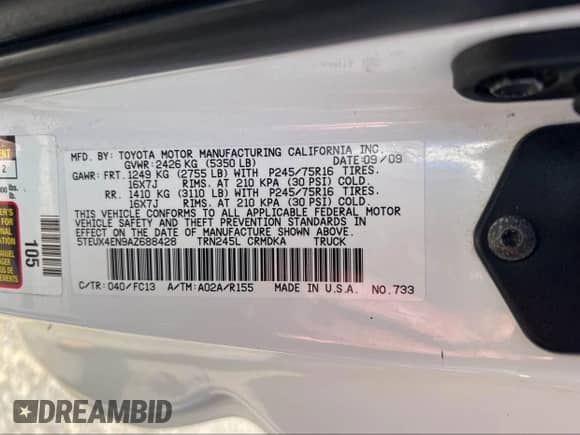 MFD. BY: TOYOTA MOTOR MANUFACTURING CALIFORNIA INC.
GVWR: 2426 KG (5350 LB) DATE: 09/09
GAWR: FRT. 1249 KG (2755 LB) WITH P245/75R16 TIRES.
16X7J RIMS. AT 210 KPA (30 PSI) COLD.
RR. 1410 KG (3110 LB) WITH P245/75R16 TIRES.
16X7J RIMS. AT 210 KPA (30 PSI) COLD.
THIS VEHICLE CONFORMS TO ALL APPLICABLE FEDERAL MOTOR
VEHICLE SAFETY AND THEFT PREVENTION STANDARDS IN
EFFECT ON THE DATE OF MANUFACTURE SHOWN ABOVE.
5TEUX4EN9AZ688428 TRN245L CRMDKA TRUCK
C/TR: 040/FC13 A/TM: A02A/R155 MADE IN U.S.A. NO.733
105
DREAMBID